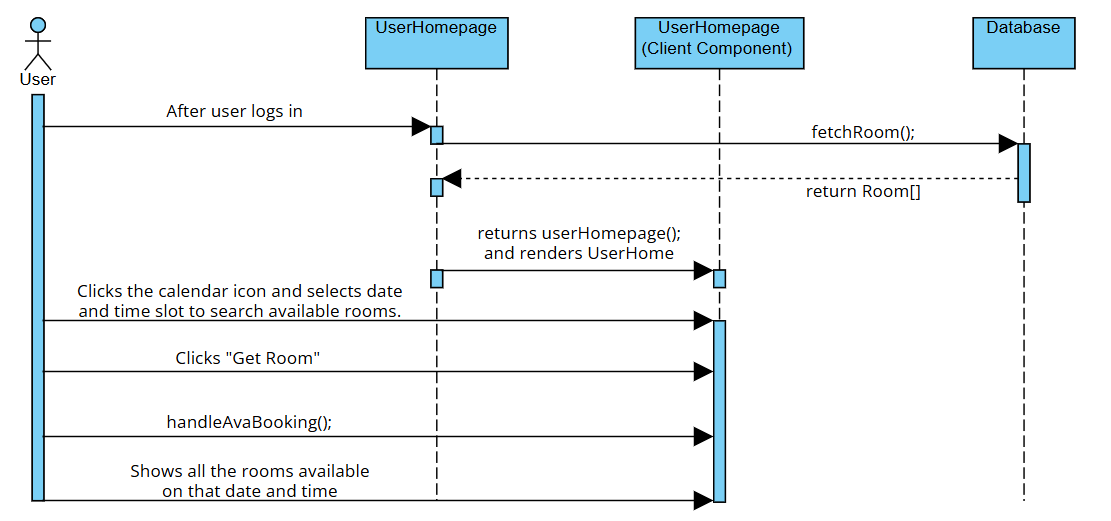 UserHomepage
UserHomepage
(Client Component)
Database
User
After user logs in
fetchRoom();
return Room[]
returns userHomepage();
and renders UserHome
Clicks the calendar icon and selects date
and time slot to search available rooms.
Clicks "Get Room"
handleAvaBooking();
Shows all the rooms available
on that date and time